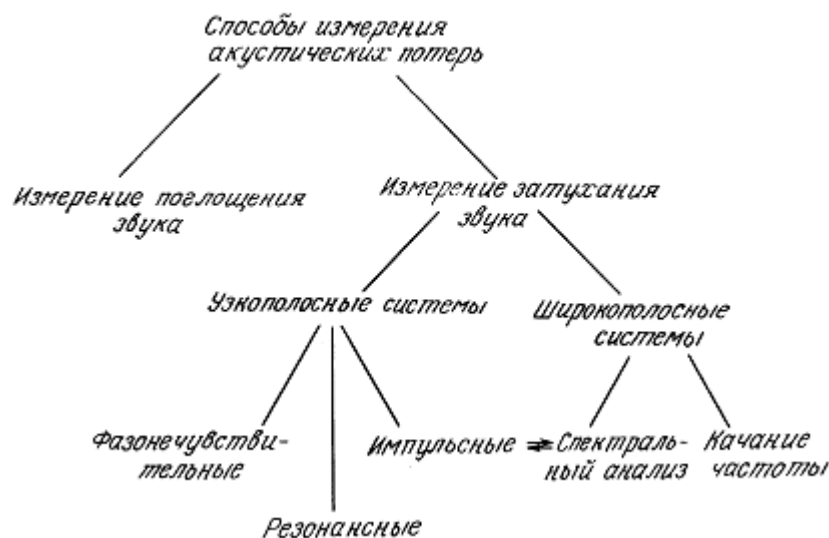 Способы измерения
акустических потерь
Измерение поглощения
звука
Измерение затухания
звука
Узкополосные системы
Широкополосные
системы
Фазонечувстви-
тельные
Импульсные ⇌ Спектраль-
ный анализ
Качание
частоты
Резонансные